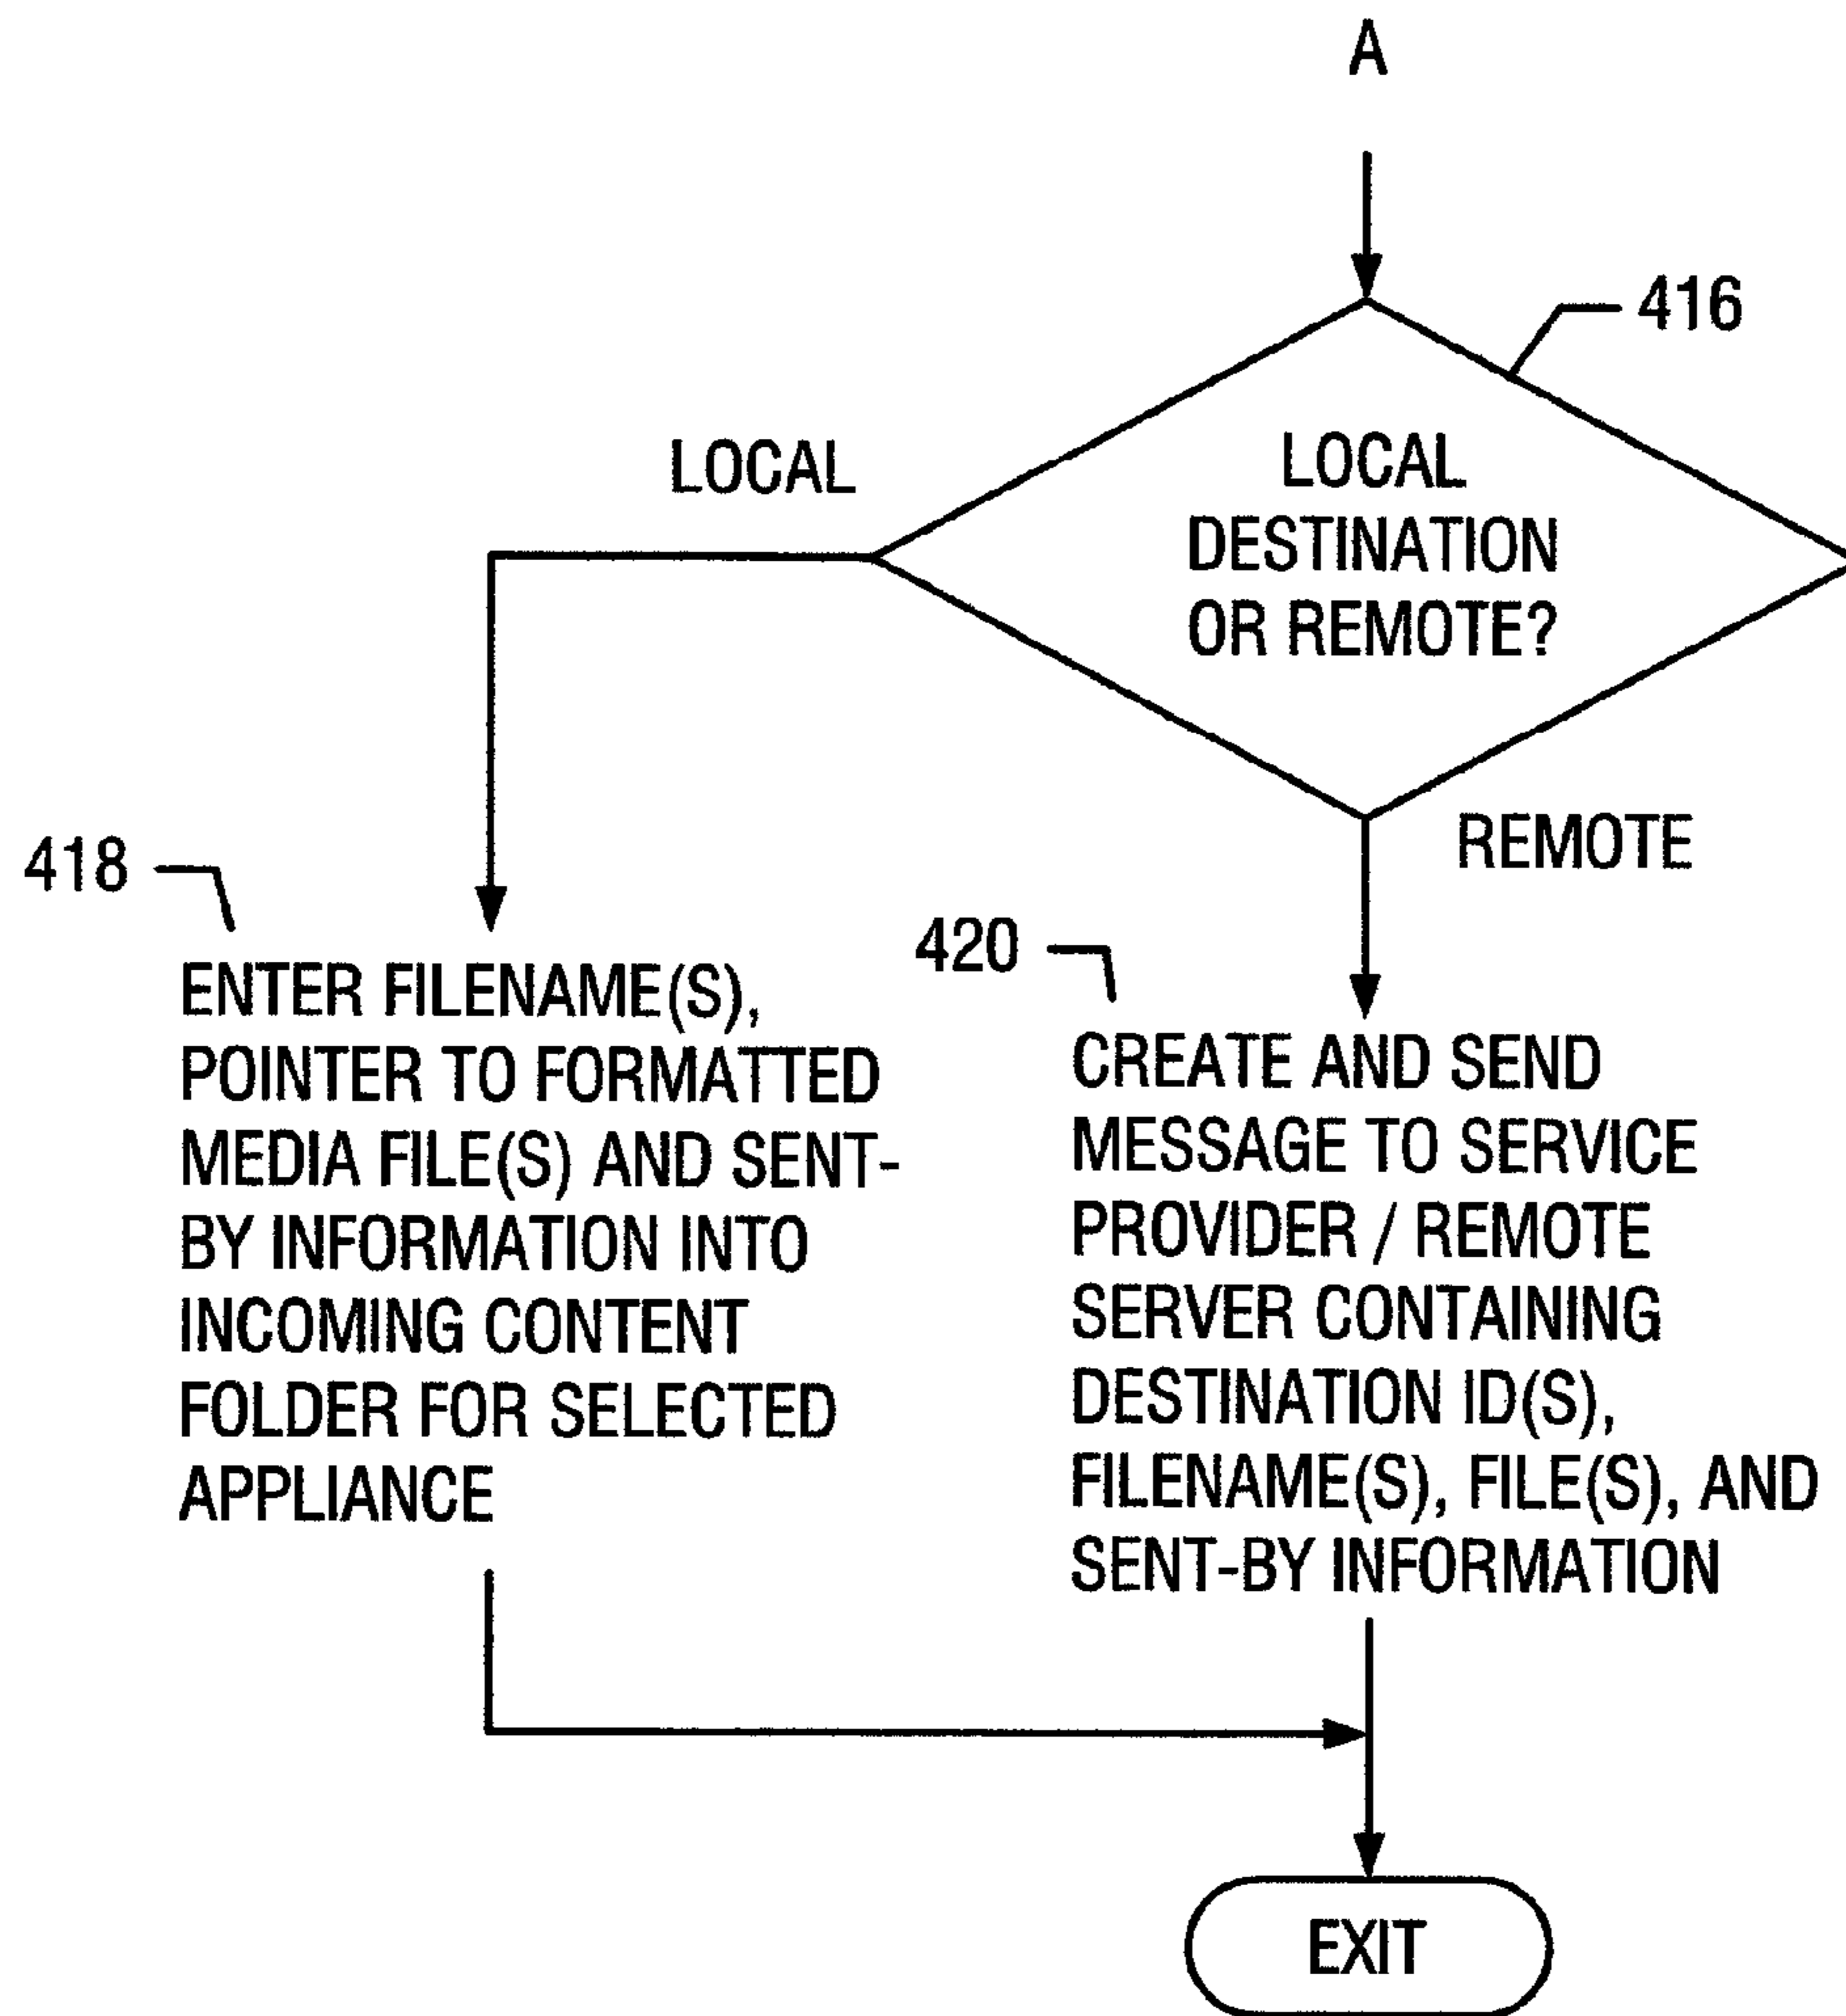 A
416
LOCAL
LOCAL
DESTINATION
OR REMOTE?
REMOTE
418
ENTER FILENAME(S),
POINTER TO FORMATTED
MEDIA FILE(S) AND SENT-
BY INFORMATION INTO
INCOMING CONTENT
FOLDER FOR SELECTED
APPLIANCE
420
CREATE AND SEND
MESSAGE TO SERVICE
PROVIDER / REMOTE
SERVER CONTAINING
DESTINATION ID(S),
FILENAME(S), FILE(S), AND
SENT-BY INFORMATION
EXIT